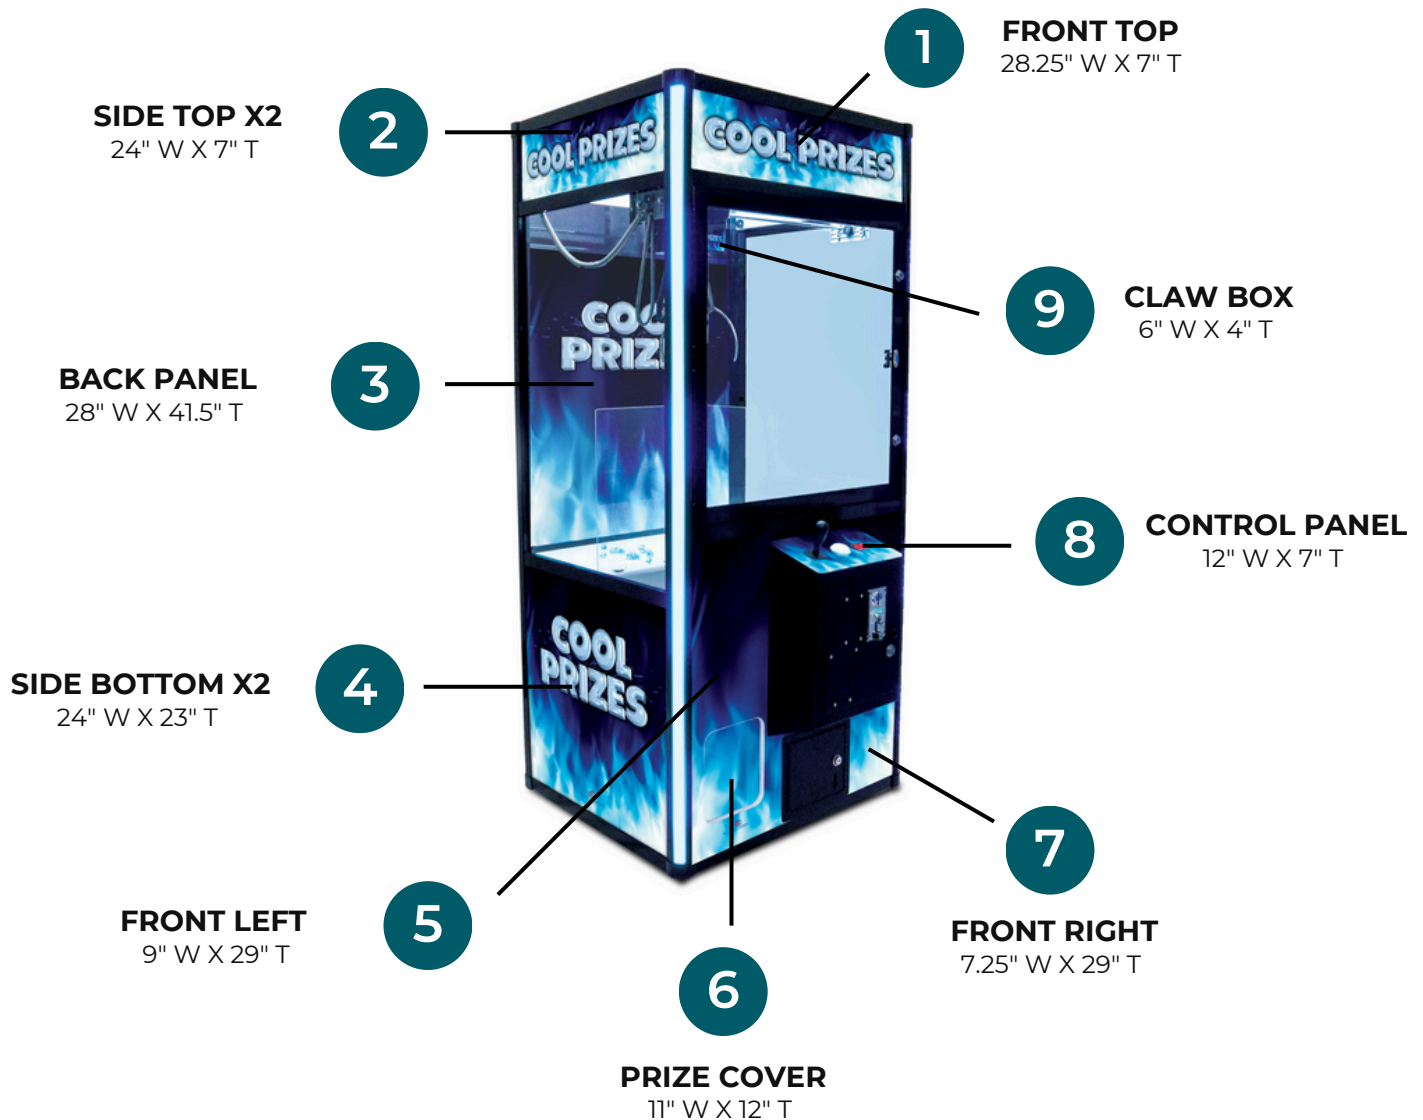 1
FRONT TOP
28.25" W X 7" T
SIDE TOP X2
24" W X 7" T
2
COOL PRIZES
COOL PRIZES
9
CLAW BOX
6" W X 4" T
COO
PRIZE
BACK PANEL
28" W X 41.5" T
3
8
CONTROL PANEL
12" W X 7" T
COOL
PRIZES
SIDE BOTTOM X2
24" W X 23" T
4
7
FRONT RIGHT
7.25" W X 29" T
FRONT LEFT
9" W X 29" T
5
6
PRIZE COVER
11" W X 12" T